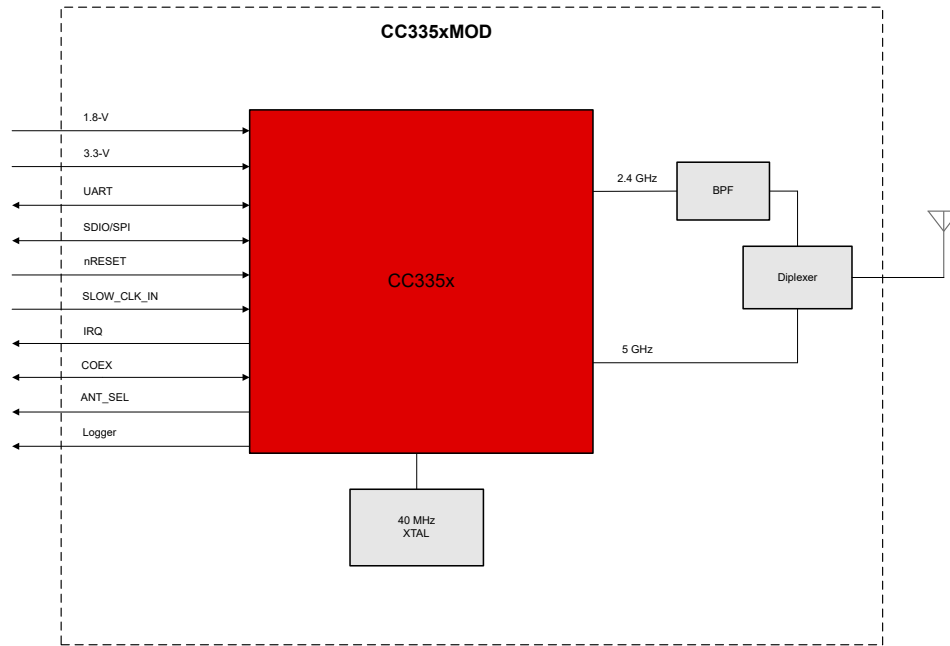 CC335xMOD
1.8-V
3.3-V
UART
SDIO/SPI
nRESET
SLOW_CLK_IN
IRQ
COEX
ANT_SEL
Logger
CC335x
2.4 GHz
BPF
Diplexer
5 GHz
40 MHz
XTAL